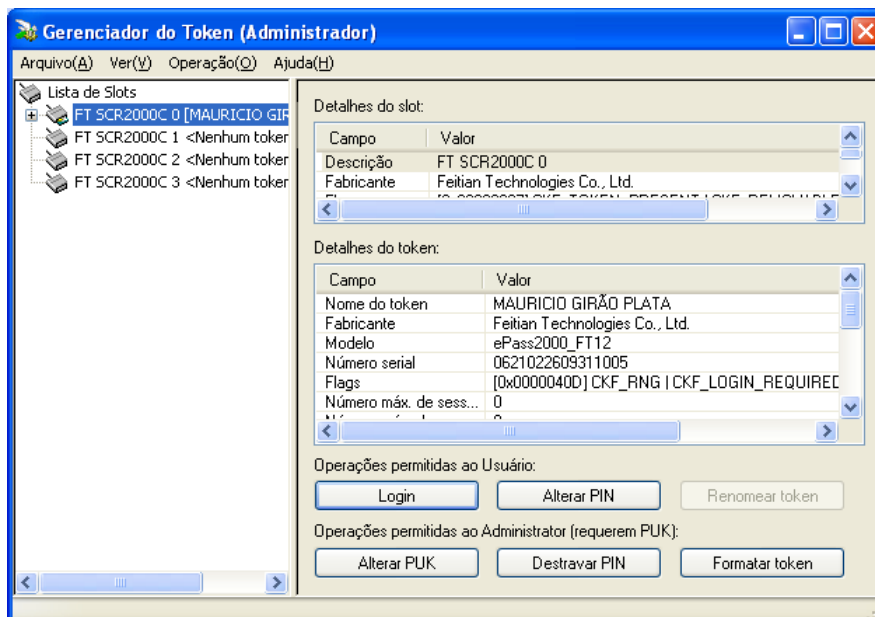 Gerenciador do Token (Administrador)
Arquivo(A) Ver(V) Operação(O) Ajuda(H)
Lista de Slots
FT SCR2000C 0 [MAURICIO GIR
FT SCR2000C 1 <Nenhum toker
FT SCR2000C 2 <Nenhum toker
FT SCR2000C 3 <Nenhum toker
Detalhes do slot:
Campo Valor
Descrição FT SCR2000C 0
Fabricante Feitian Technologies Co., Ltd.
Detalhes do token:
Campo Valor
Nome do token MAURICIO GIRÃO PLATA
Fabricante Feitian Technologies Co., Ltd.
Modelo ePass2000_FT12
Número serial 0621022609311005
Flags [0x0000040D] CKF_RNG | CKF_LOGIN_REQUIRED
Número máx. de sess... 0
Operações permitidas ao Usuário:
Login Alterar PIN Renomear token
Operações permitidas ao Administrator (requerem PUK):
Alterar PUK Destravar PIN Formatar token